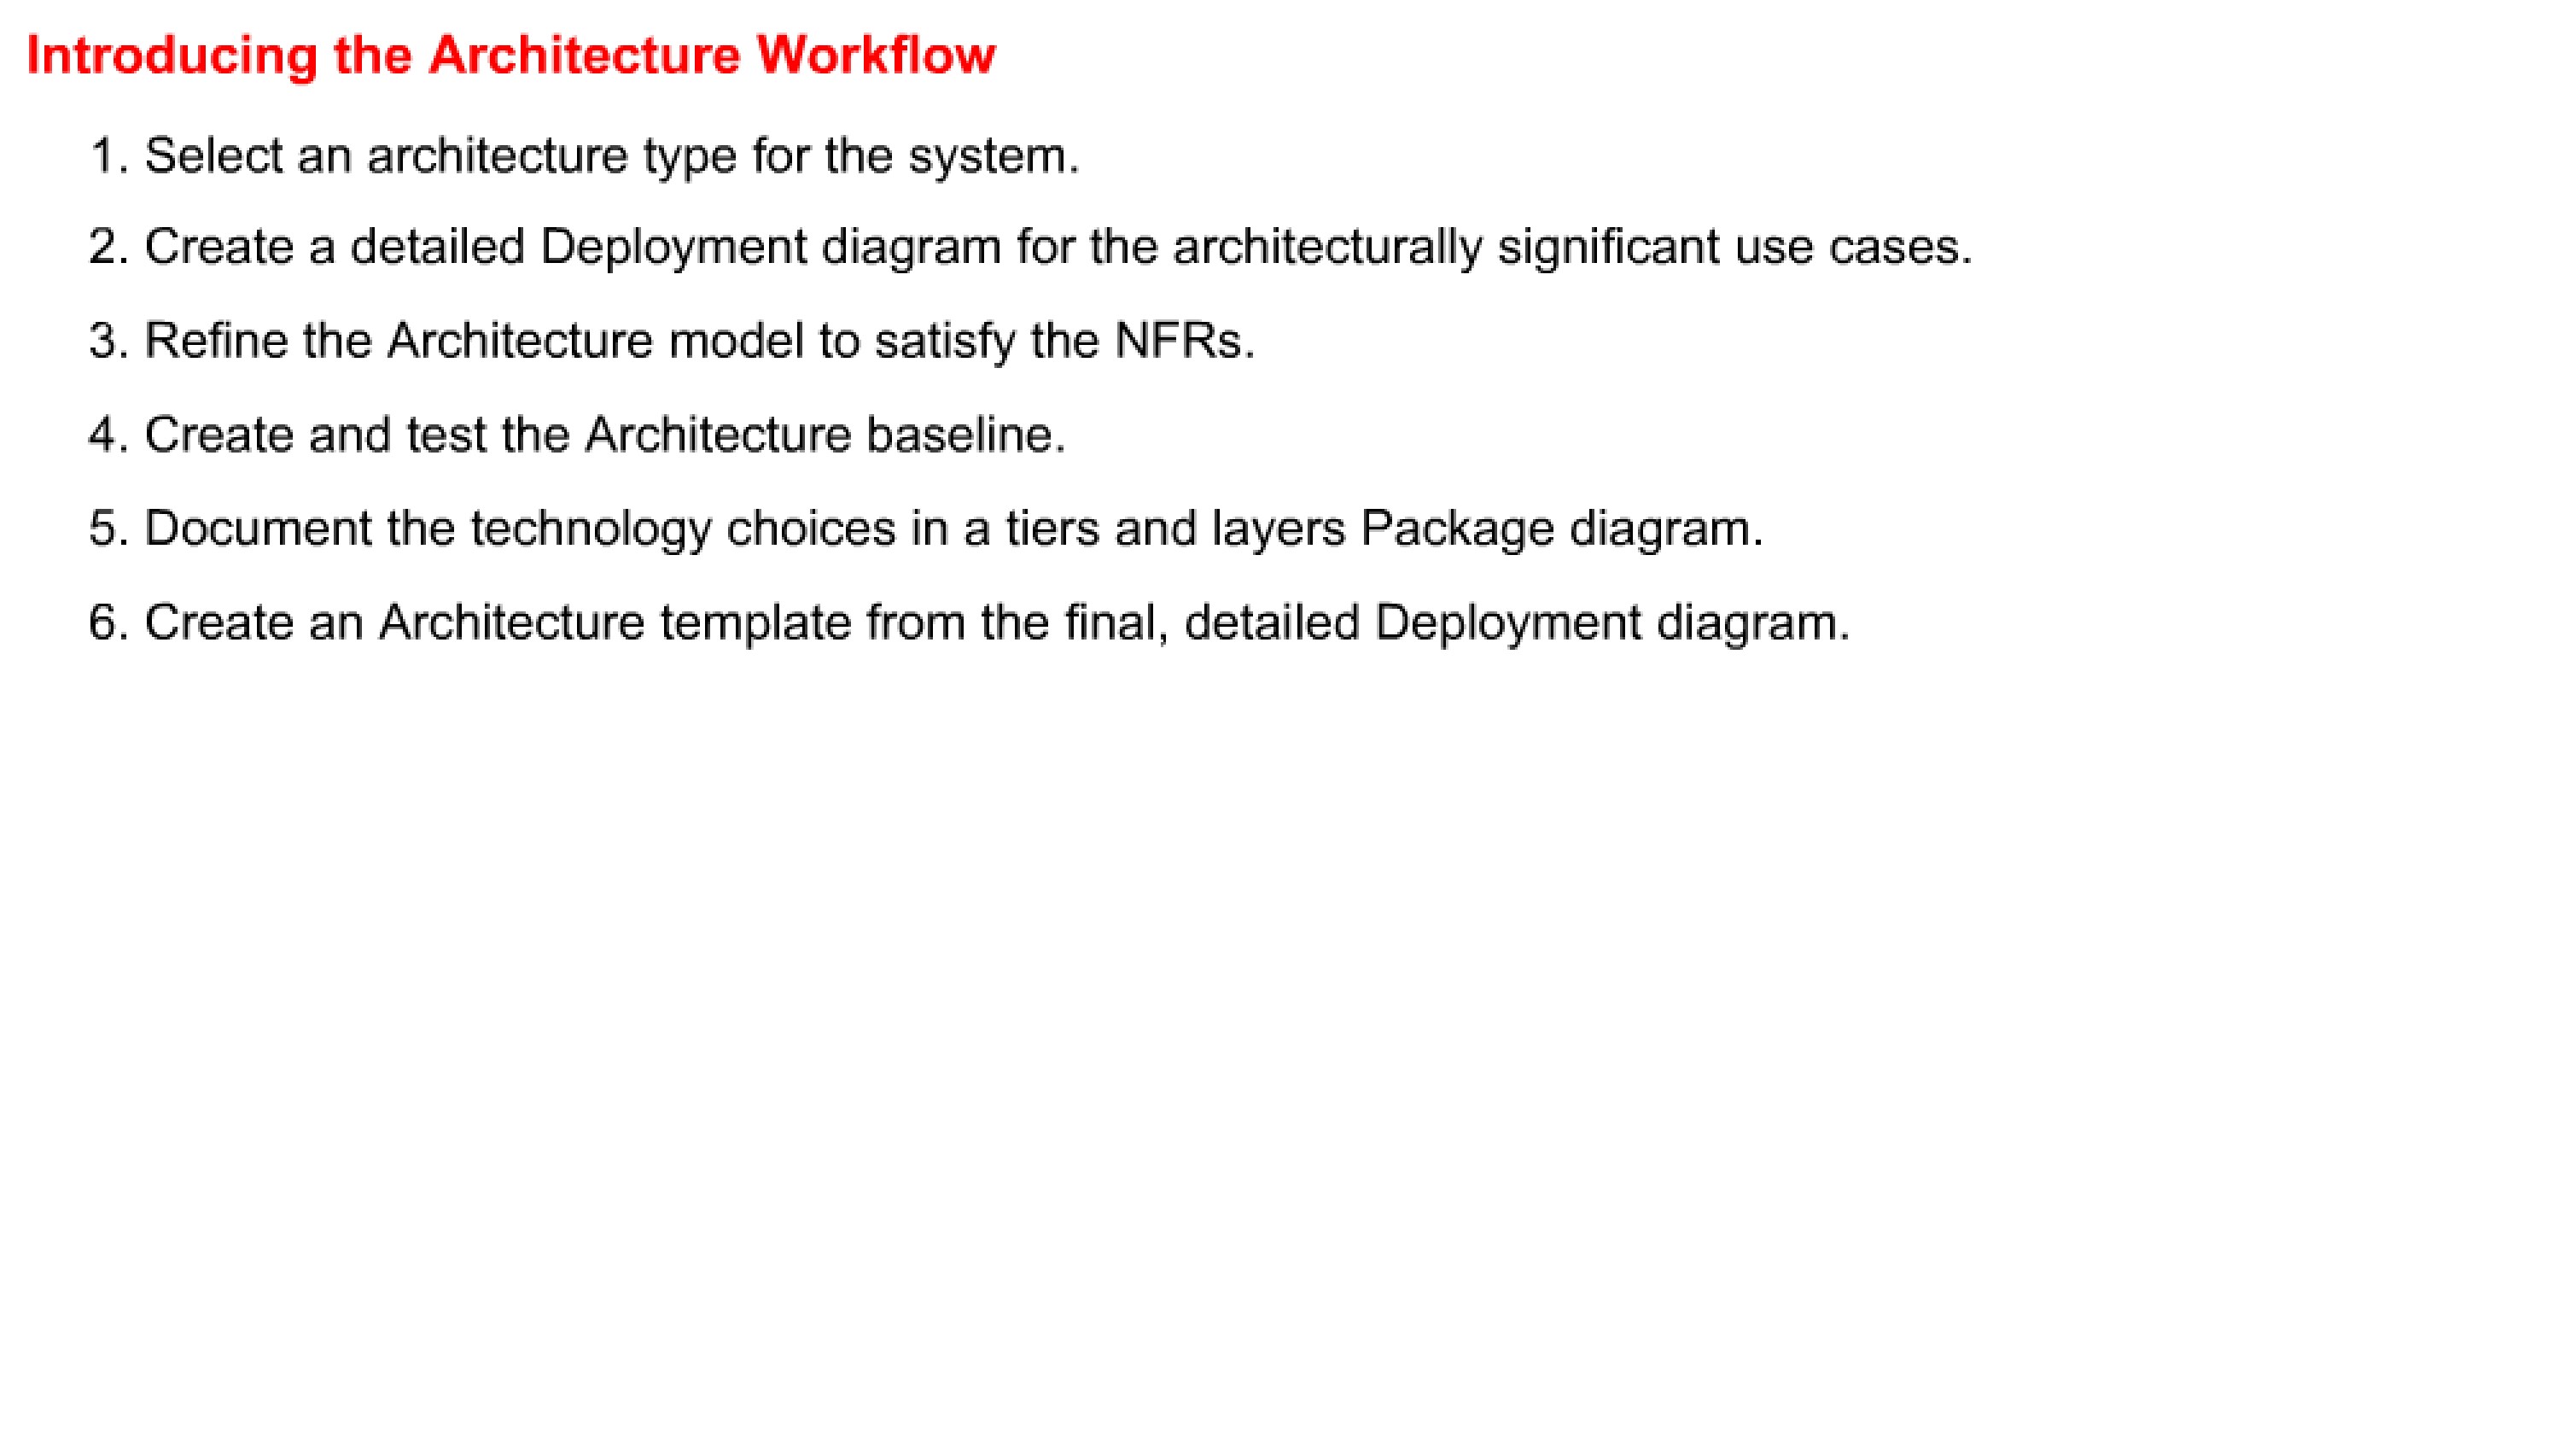 Introducing the Architecture Workflow
1. Select an architecture type for the system.
2. Create a detailed Deployment diagram for the architecturally significant use cases.
3. Refine the Architecture model to satisfy the NFRs.
4. Create and test the Architecture baseline.
5. Document the technology choices in a tiers and layers Package diagram.
6. Create an Architecture template from the final, detailed Deployment diagram.